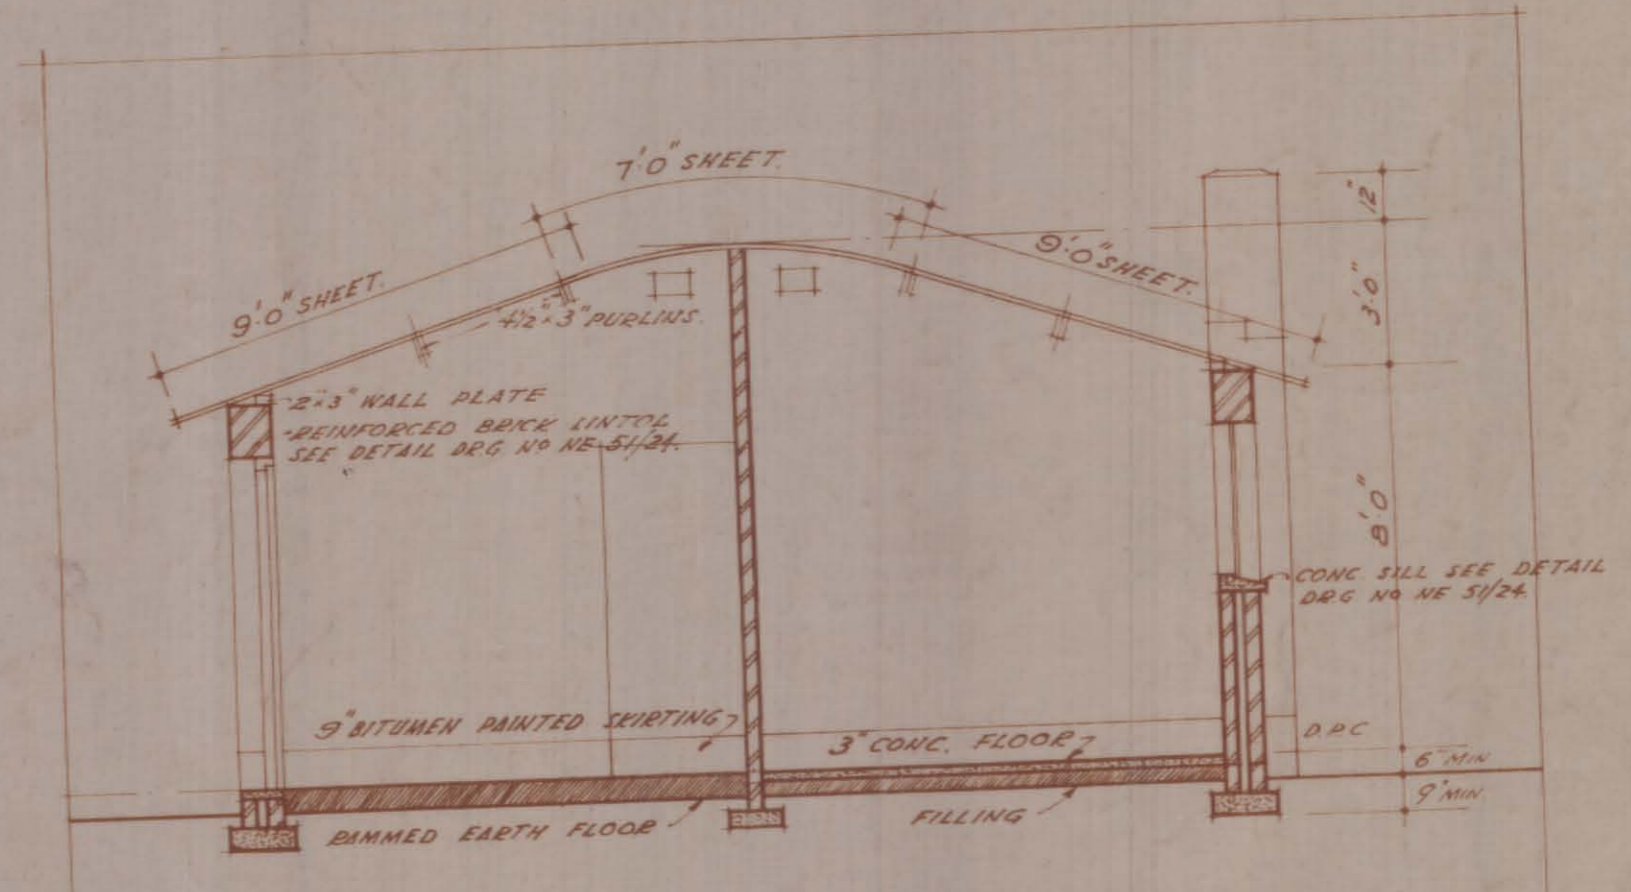 7'.0" SHEET.
12"
9'.0" SHEET.
9'.0" SHEET.
3'.0"
4½"×3" PURLINS.
2"×3" WALL PLATE
-REINFORCED BRICK LINTOL
SEE DETAIL DRG. Nº NE 51/24.
8'.0"
CONC. SILL SEE DETAIL
DRG Nº NE 51/24.
9" BITUMEN PAINTED SKIRTING
3" CONC. FLOOR
D.P.C
6" MIN
9" MIN.
RAMMED EARTH FLOOR
FILLING